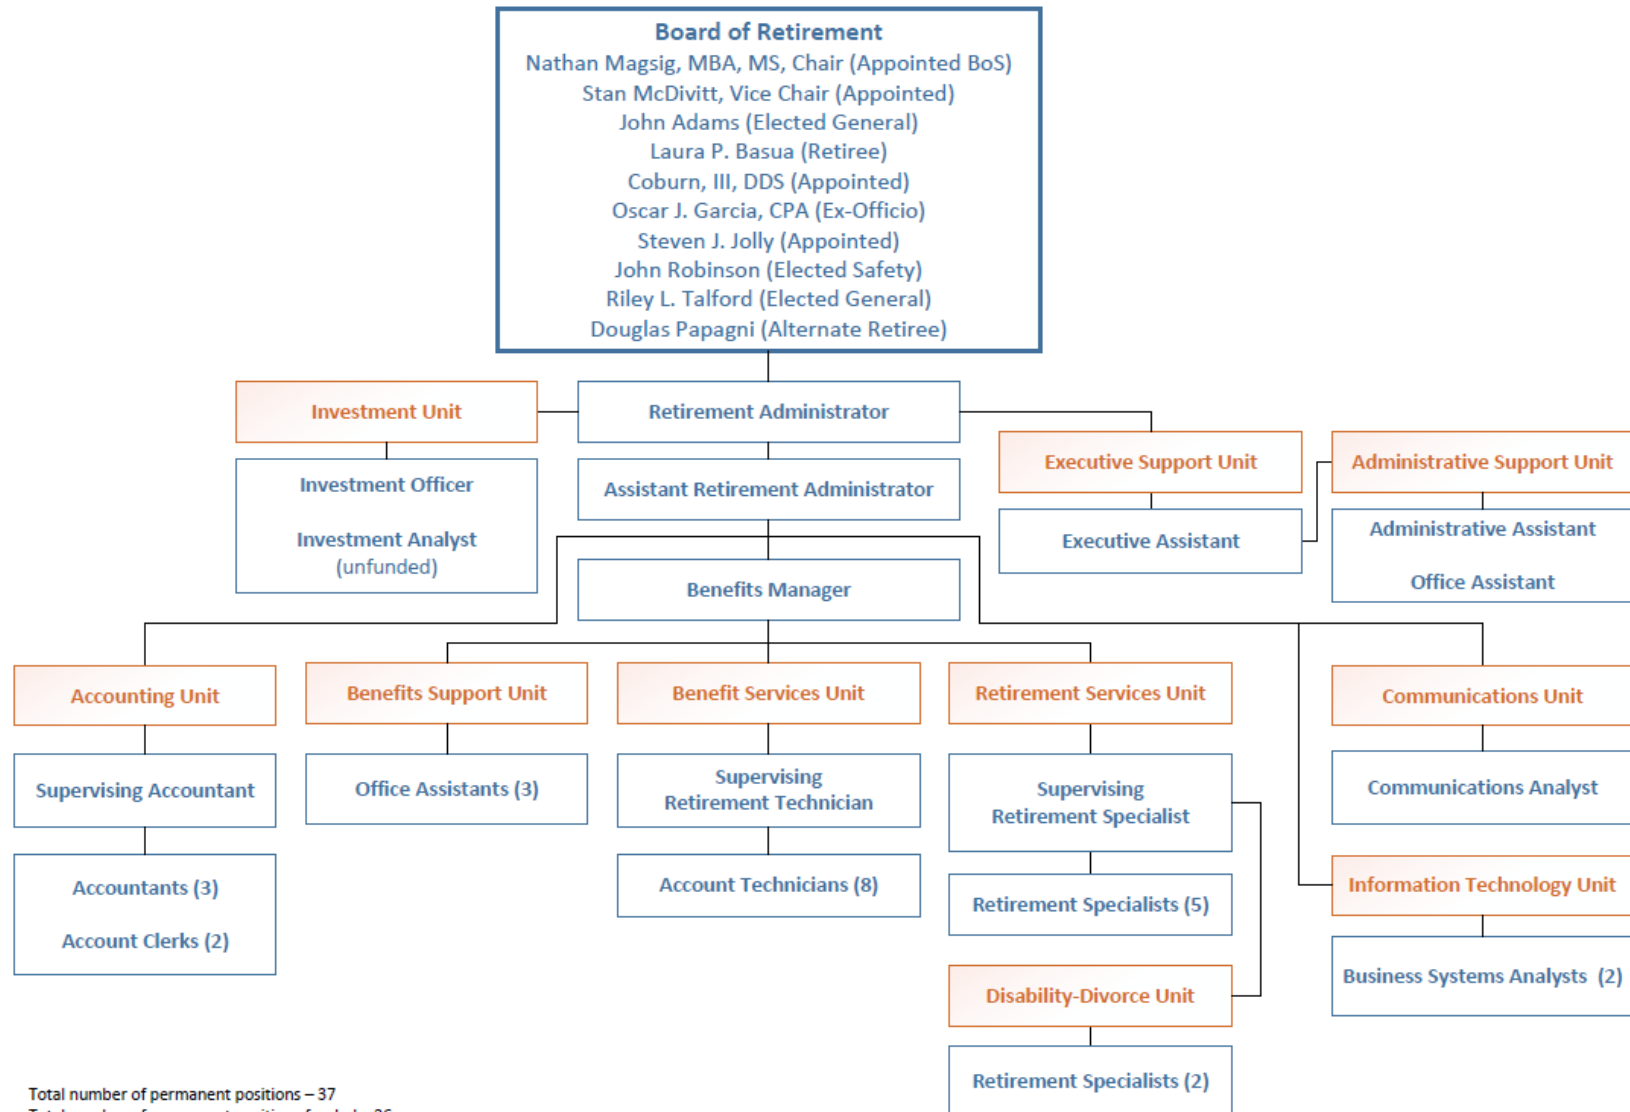 Board of Retirement
Nathan Magsig, MBA, MS, Chair (Appointed BoS)
Stan McDivitt, Vice Chair (Appointed)
John Adams (Elected General)
Laura P. Basua (Retiree)
Coburn, III, DDS (Appointed)
Oscar J. Garcia, CPA (Ex-Officio)
Steven J. Jolly (Appointed)
John Robinson (Elected Safety)
Riley L. Talford (Elected General)
Douglas Papagni (Alternate Retiree)
Investment Unit
Retirement Administrator
Investment Officer
Investment Analyst
(unfunded)
Assistant Retirement Administrator
Executive Support Unit
Executive Assistant
Administrative Support Unit
Administrative Assistant
Office Assistant
Benefits Manager
Accounting Unit
Supervising Accountant
Accountants (3)
Account Clerks (2)
Benefits Support Unit
Office Assistants (3)
Benefit Services Unit
Supervising
Retirement Technician
Account Technicians (8)
Retirement Services Unit
Supervising
Retirement Specialist
Retirement Specialists (5)
Disability-Divorce Unit
Retirement Specialists (2)
Communications Unit
Communications Analyst
Information Technology Unit
Business Systems Analysts (2)
Total number of permanent positions – 37